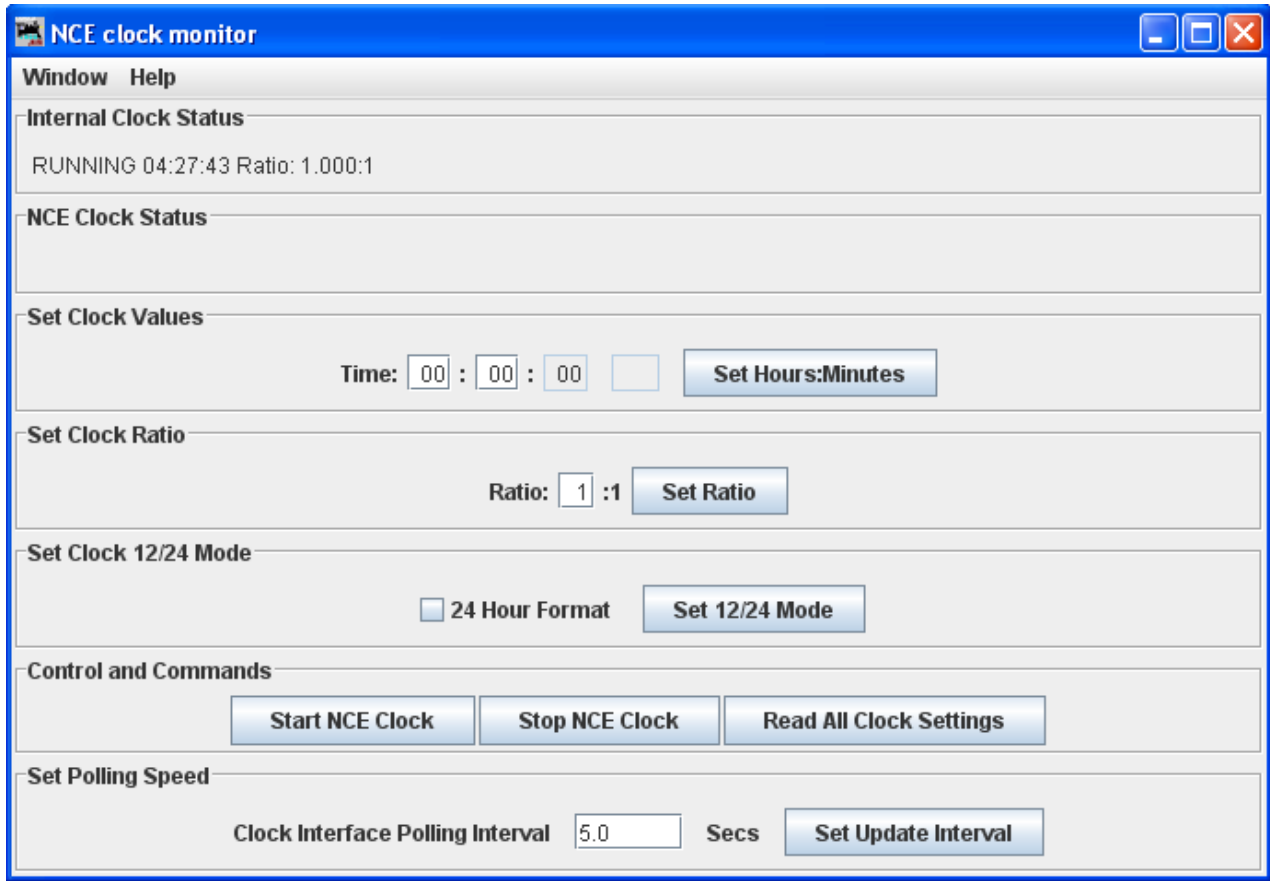 NCE clock monitor
Window Help
Internal Clock Status
RUNNING 04:27:43 Ratio: 1.000:1
NCE Clock Status
Set Clock Values
Time: 00 : 00 : 00 Set Hours:Minutes
Set Clock Ratio
Ratio: 1 :1 Set Ratio
Set Clock 12/24 Mode
24 Hour Format Set 12/24 Mode
Control and Commands
Start NCE Clock Stop NCE Clock Read All Clock Settings
Set Polling Speed
Clock Interface Polling Interval 5.0 Secs Set Update Interval